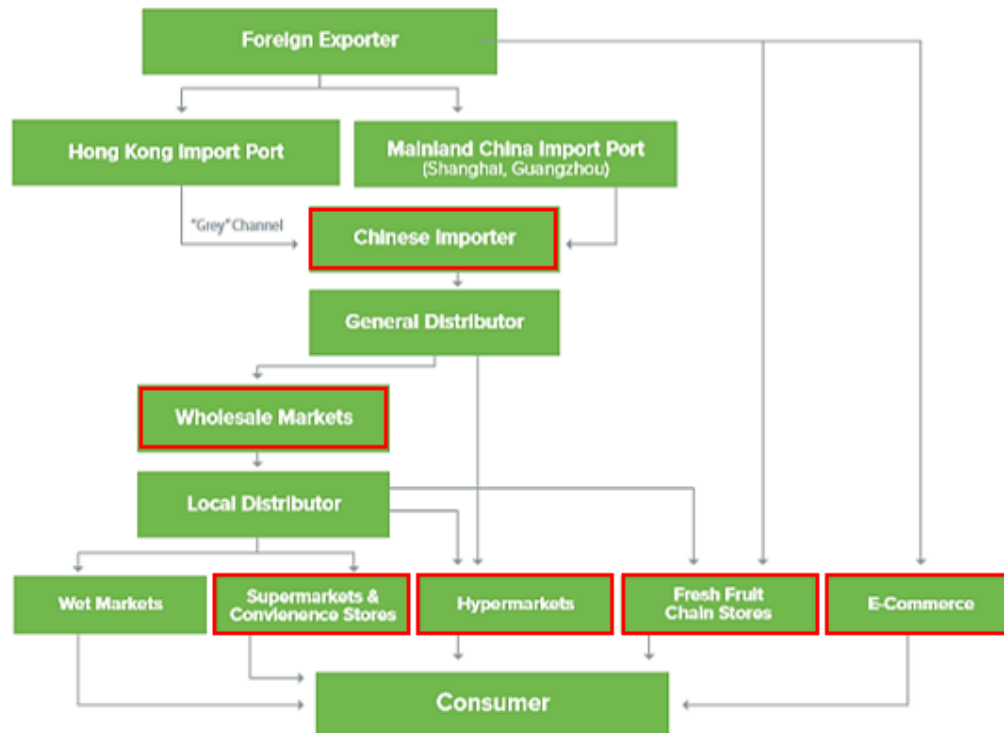 Foreign Exporter
Hong Kong Import Port
Mainland China Import Port
(Shanghai, Guangzhou)
"Grey" Channel
Chinese Importer
General Distributor
Wholesale Markets
Local Distributor
Wet Markets
Supermarkets &
Convienence Stores
Hypermarkets
Fresh Fruit
Chain Stores
E-Commerce
Consumer